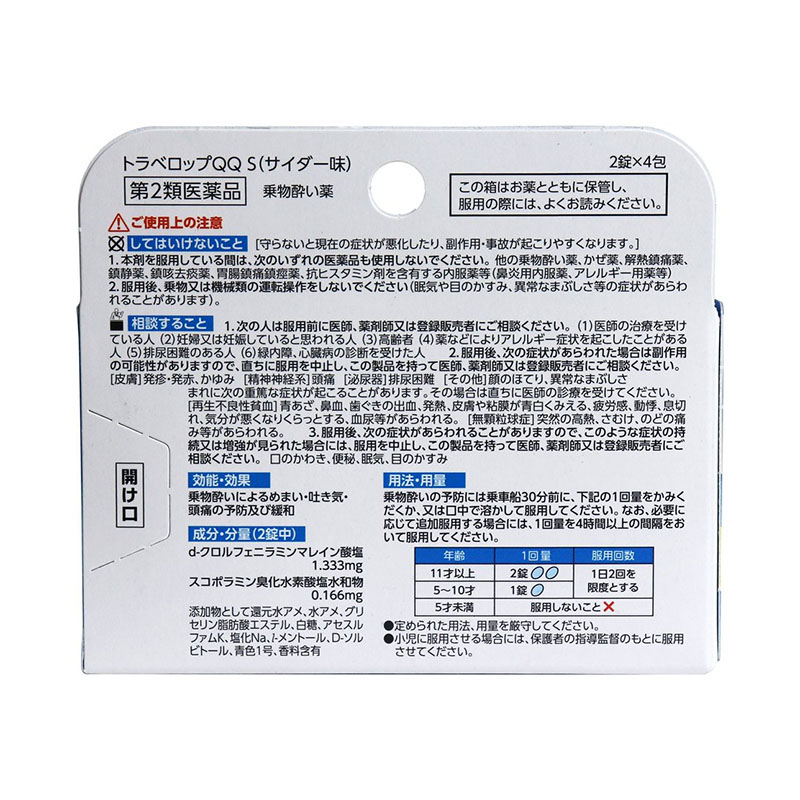 トラベロップQQ S(サイダー味)
2錠×4包
第2類医薬品 乗物酔い薬
この箱はお薬とともに保管し、
服用の際には、よくお読みください。
ご使用上の注意
してはいけないこと [守らないと現在の症状が悪化したり、副作用・事故が起こりやすくなります。]
1.本剤を服用している間は、次のいずれの医薬品も使用しないでください。他の乗物酔い薬、かぜ薬、解熱鎮痛薬、
鎮静薬、鎮咳去痰薬、胃腸鎮痛鎮痙薬、抗ヒスタミン剤を含有する内服薬等(鼻炎用内服薬、アレルギー用薬等)
2.服用後、乗物又は機械類の運転操作をしないでください(眠気や目のかすみ、異常なまぶしさ等の症状があらわ
れることがあります)。
相談すること 1.次の人は服用前に医師、薬剤師又は登録販売者にご相談ください。(1)医師の治療を受け
ている人 (2)妊婦又は妊娠していると思われる人 (3)高齢者 (4)薬などによりアレルギー症状を起こしたことがある
人 (5)排尿困難のある人 (6)緑内障、心臓病の診断を受けた人 2.服用後、次の症状があらわれた場合は副作用
の可能性がありますので、直ちに服用を中止し、この製品を持って医師、薬剤師又は登録販売者にご相談ください。
[皮膚]発疹・発赤、かゆみ [精神神経系]頭痛 [泌尿器]排尿困難 [その他]顔のほてり、異常なまぶしさ
まれに次の重篤な症状が起こることがあります。その場合は直ちに医師の診療を受けてください。
[再生不良性貧血]青あざ、鼻血、歯ぐきの出血、発熱、皮膚や粘膜が青白くみえる、疲労感、動悸、息切
れ、気分が悪くなりくらっとする、血尿等があらわれる。 [無顆粒球症] 突然の高熱、さむけ、のどの痛
み等があらわれる。 3.服用後、次の症状があらわれることがありますので、このような症状の持
続又は増強が見られた場合には、服用を中止し、この製品を持って医師、薬剤師又は登録販売者にご
相談ください。 口のかわき、便秘、眠気、目のかすみ
開け口
効能・効果
乗物酔いによるめまい・吐き気・
頭痛の予防及び緩和
成分・分量(2錠中)
d-クロルフェニラミンマレイン酸塩
1.333mg
スコポラミン臭化水素酸塩水和物
0.166mg
添加物として還元水アメ、水アメ、グリ
セリン脂肪酸エステル、白糖、アセスル
ファムK、塩化Na、l-メントール、D-ソル
ビトール、青色1号、香料含有
用法・用量
乗物酔いの予防には乗車船30分前に、下記の1回量をかみく
だくか、又は口中で溶かして服用してください。なお、必要に
応じて追加服用する場合には、1回量を4時間以上の間隔をお
いて服用してください。
年齢 1回量 服用回数
11才以上 2錠 1日2回を
5～10才 1錠 限度とする
5才未満 服用しないこと×
●定められた用法、用量を厳守してください。
●小児に服用させる場合には、保護者の指導監督のもとに服用
させてください。